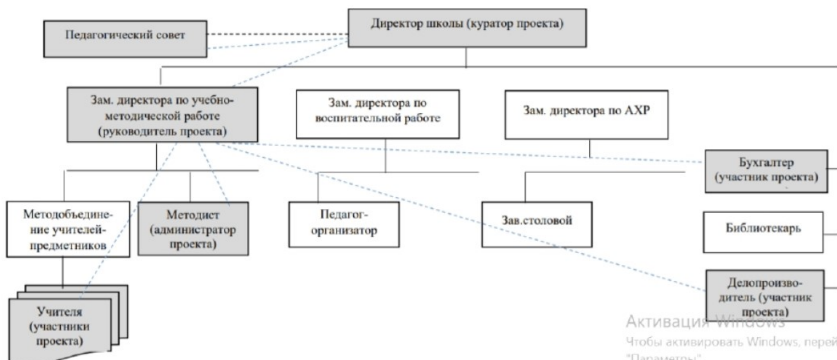 Директор школы (куратор проекта)
Педагогический совет
Зам. директора по учебно-
методической работе
(руководитель проекта)
Зам. директора по
воспитательной работе
Зам. директора по АХР
Бухгалтер
(участник проекта)
Методобъедине-
ние учителей-
предметников
Методист
(администратор
проекта)
Педагог-
организатор
Зав.столовой
Библиотекарь
Учителя
(участники
проекта)
Делопроизво-
дитель (участник
проекта)
Активация Windows
Чтобы активировать Windows, перей
"Параметры"